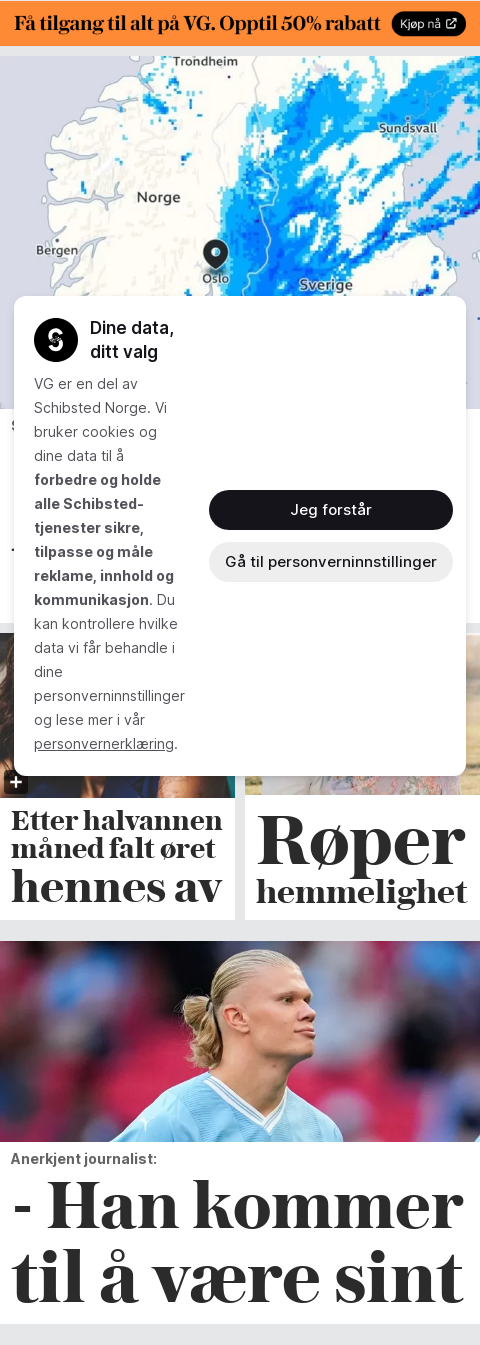 Få tilgang til alt på VG. Opptil 50% rabatt
Kjøp nå
Trondheim
Sundsvall
Norge
Bergen
Oslo
Sverige
Dine data,
ditt valg
VG er en del av
Schibsted Norge. Vi
bruker cookies og
dine data til å
forbedre og holde
alle Schibsted-
tjenester sikre,
tilpasse og måle
reklame, innhold og
kommunikasjon. Du
kan kontrollere hvilke
data vi får behandle i
dine
personverninnstillinger
og lese mer i vår
personvernerklæring.
Jeg forstår
Gå til personverninnstillinger
Etter halvannen
måned falt øret
hennes av
Røper
hemmelighet
Anerkjent journalist:
- Han kommer
til å være sint